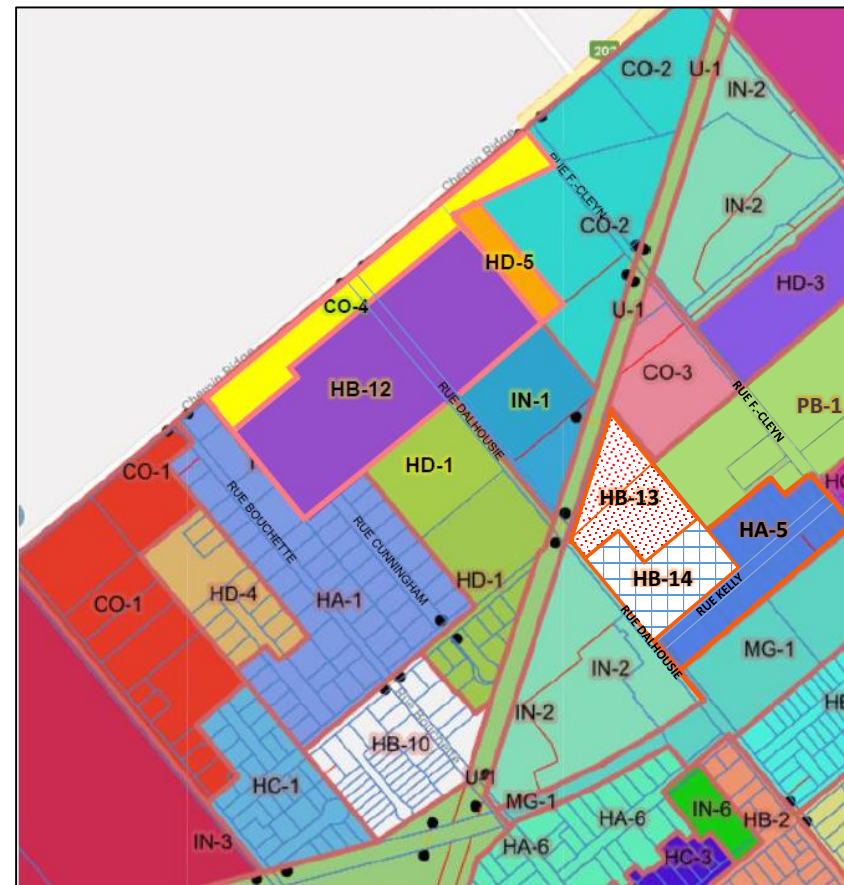 202
CO-2
U-1
IN-2
Chemin Ridge
RUE F.-CLEYN
IN-2
CO-2
HD-5
HD-3
U-1
CO-4
CO-3
Chemin Ridge
HB-12
RUE DALHOUSIE
IN-1
RUE F.-CLEYN
PB-1
CO-1
HD-1
HB-13
HA-5
RUE BOUCHETTE
RUE CUNNINGHAM
HB-14
RUE KELLY
CO-1
HD-4
HA-1
HD-1
RUE DALHOUSIE
MG-1
IN-2
IN-2
HB-10
Rue Bouchette
HC-1
U-1
MG-1
IN-3
HA-6
HA-6
IN-6
HB-2
HC-3